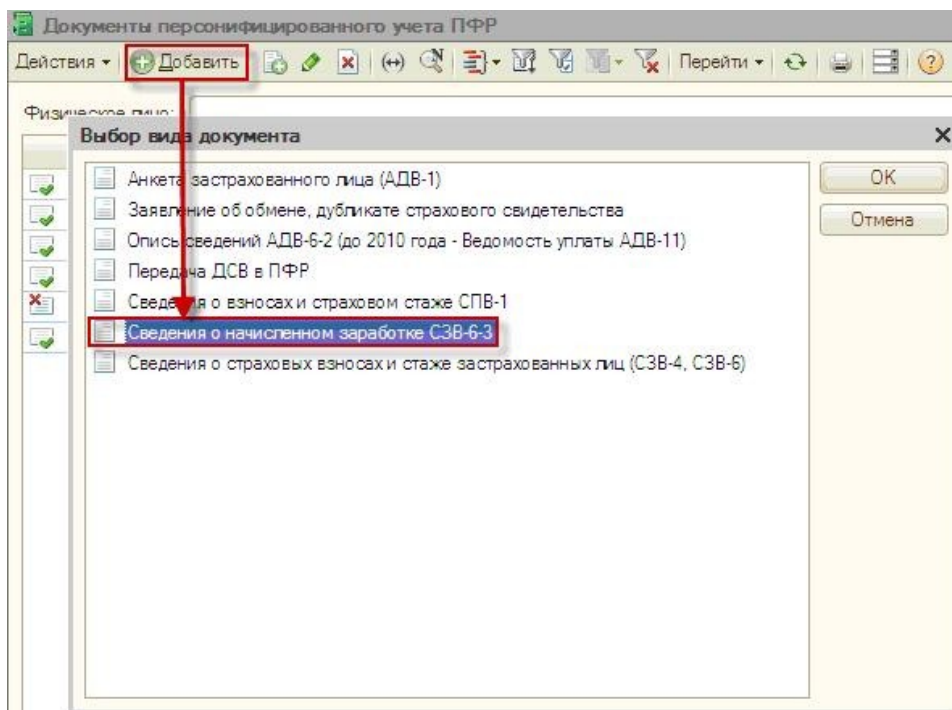 Документы персонифицированного учета ПФР
Действия Добавить Перейти
Физическое лицо:
Выбор вида документа
Анкета застрахованного лица (АДВ-1)
OK
Заявление об обмене, дубликате страхового свидетельства
Отмена
Опись сведений АДВ-6-2 (до 2010 года - Ведомость уплаты АДВ-11)
Передача ДСВ в ПФР
Сведения о взносах и страховом стаже СПВ-1
Сведения о начисленном заработке СЗВ-6-3
Сведения о страховых взносах и стаже застрахованных лиц (СЗВ-4, СЗВ-6)